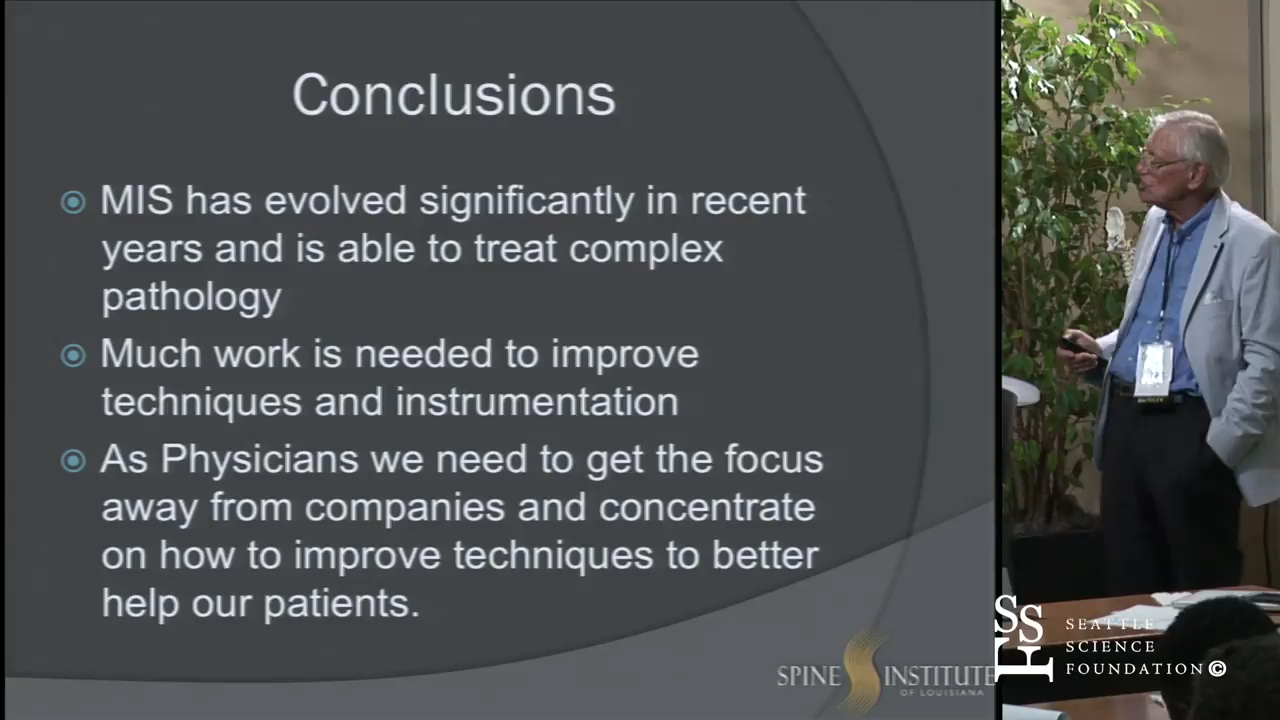 Conclusions
MIS has evolved significantly in recent
years and is able to treat complex
pathology
Much work is needed to improve
techniques and instrumentation
As Physicians we need to get the focus
away from companies and concentrate
on how to improve techniques to better
help our patients.
SPINE INSTITUTE
OF LOUISIANA
SSF
SEATTLE
SCIENCE
FOUNDATION©